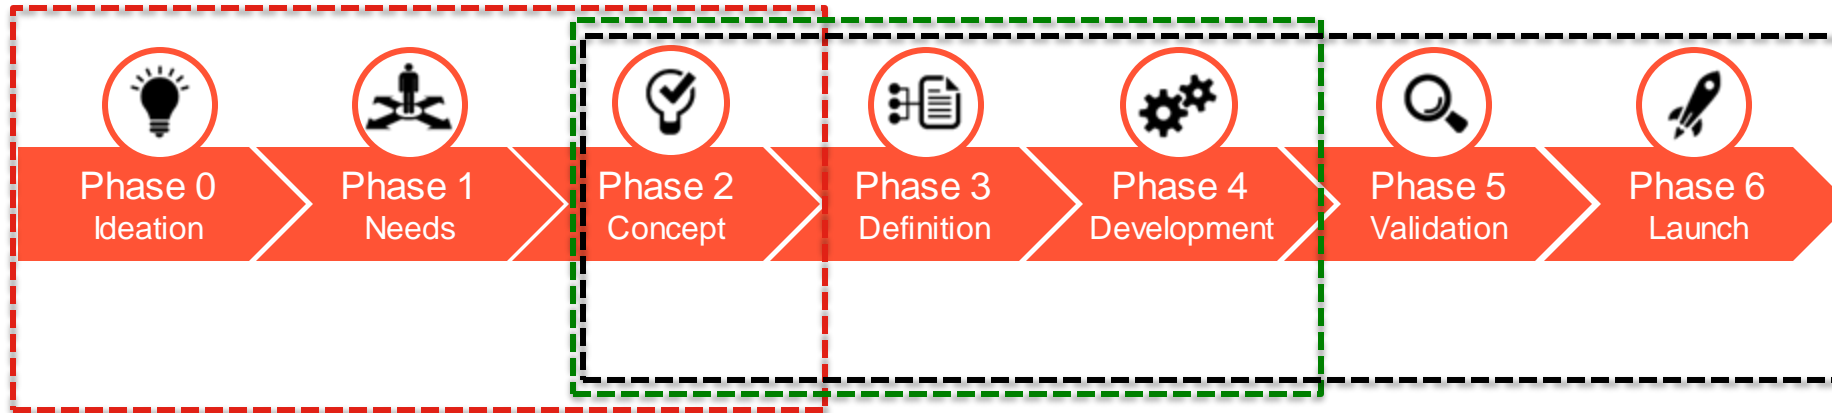 Phase 0
Ideation
Phase 1
Needs
Phase 2
Concept
Phase 3
Definition
Phase 4
Development
Phase 5
Validation
Phase 6
Launch